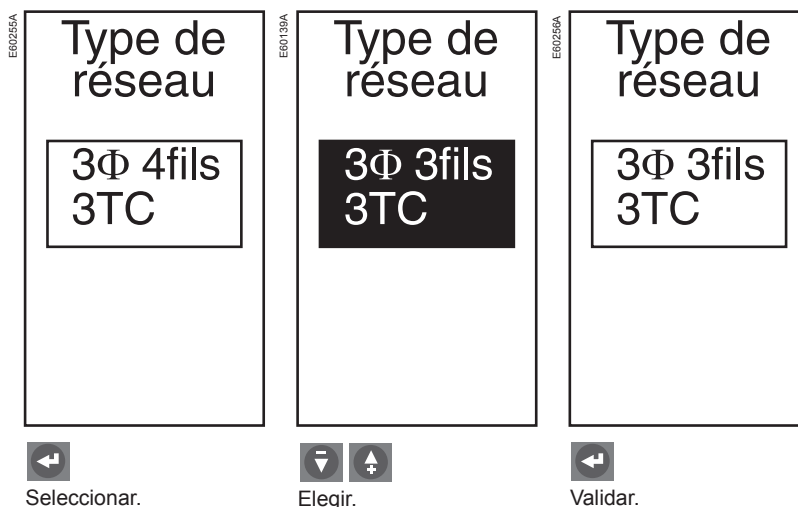 E60255A
Type de
réseau
3Φ 4fils
3TC
Seleccionar.
E60139A
Type de
réseau
3Φ 3fils
3TC
Elegir.
E60256A
Type de
réseau
3Φ 3fils
3TC
Validar.